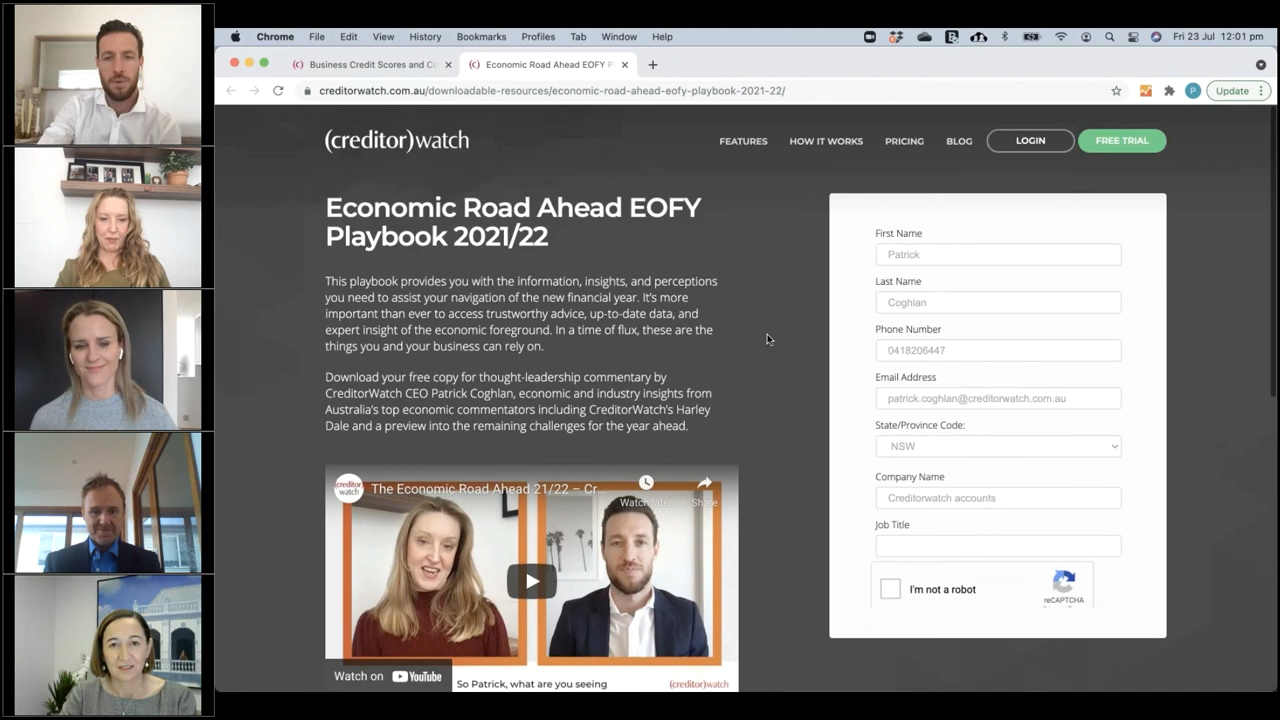 Chrome File Edit View History Bookmarks Profiles Tab Window Help Fri 23 Jul 12:01 pm
Business Credit Scores and Co
Economic Road Ahead EOFY P
creditorwatch.com.au/downloadable-resources/economic-road-ahead-eofy-playbook-2021-22/
P
Update
(creditor)watch
FEATURES
HOW IT WORKS
PRICING
BLOG
LOGIN
FREE TRIAL
Economic Road Ahead EOFY
Playbook 2021/22
This playbook provides you with the information, insights, and perceptions
you need to assist your navigation of the new financial year. It's more
important than ever to access trustworthy advice, up-to-date data, and
expert insight of the economic foreground. In a time of flux, these are the
things you and your business can rely on.
Download your free copy for thought-leadership commentary by
CreditorWatch CEO Patrick Coghlan, economic and industry insights from
Australia's top economic commentators including CreditorWatch's Harley
Dale and a preview into the remaining challenges for the year ahead.
creditor
watch
The Economic Road Ahead 21/22 – Cr...
Watch later
Share
Watch on YouTube
So Patrick, what are you seeing
(creditor)watch
First Name
Patrick
Last Name
Coghlan
Phone Number
0418206447
Email Address
patrick.coghlan@creditorwatch.com.au
State/Province Code:
NSW
Company Name
Creditorwatch accounts
Job Title
I'm not a robot
reCAPTCHA